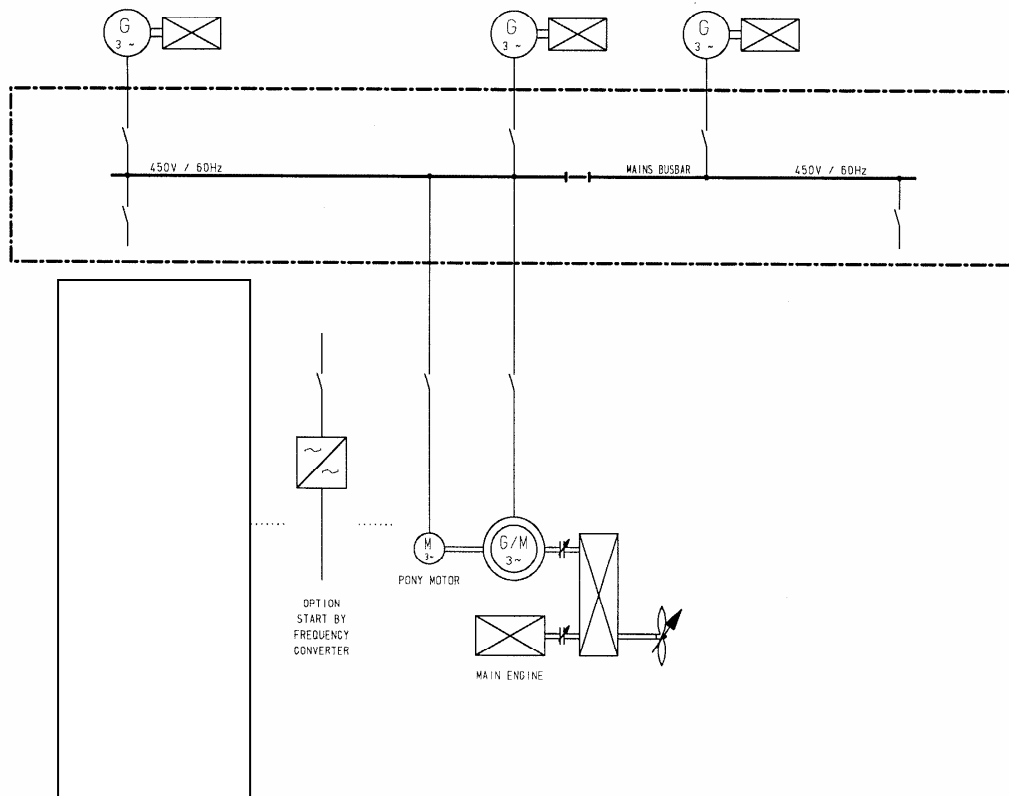 G
3 ~
G
3 ~
G
3 ~
450V / 60Hz
MAINS BUSBAR
450V / 60Hz
M
3~
G/M
3~
PONY MOTOR
OPTION
START BY
FREQUENCY
CONVERTER
MAIN ENGINE